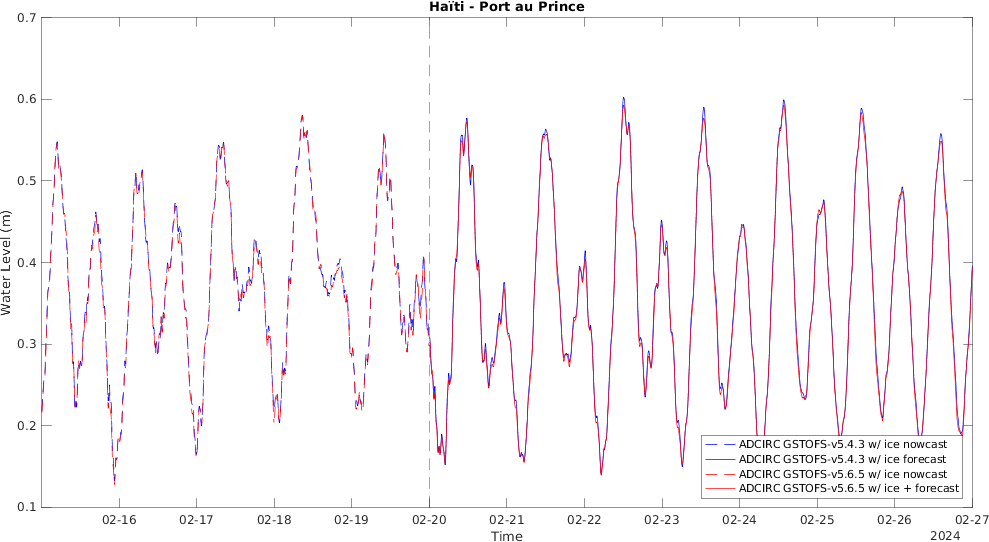 Haïti - Port au Prince
Water Level (m)
0.7
0.6
0.5
0.4
0.3
0.2
0.1
ADCIRC GSTOFS-v5.4.3 w/ ice nowcast
ADCIRC GSTOFS-v5.4.3 w/ ice forecast
ADCIRC GSTOFS-v5.6.5 w/ ice nowcast
ADCIRC GSTOFS-v5.6.5 w/ ice + forecast
02-16 02-17 02-18 02-19 02-20 02-21 02-22 02-23 02-24 02-25 02-26 02-27
Time
2024